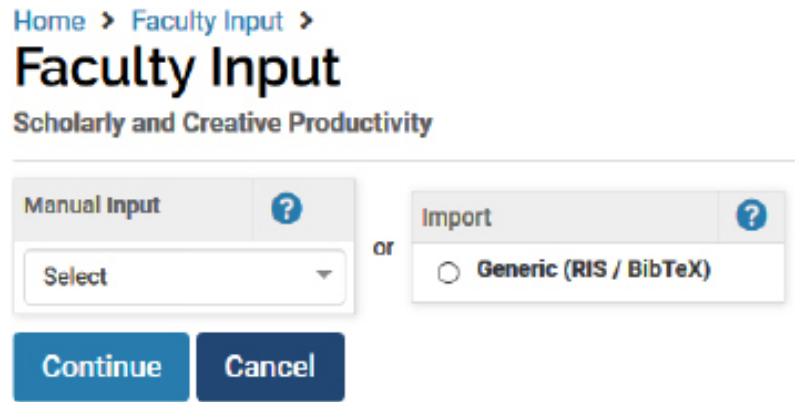 Home > Faculty Input >
Faculty Input
Scholarly and Creative Productivity
Manual Input ?
Select
or
Import ?
Generic (RIS / BibTeX)
Continue Cancel